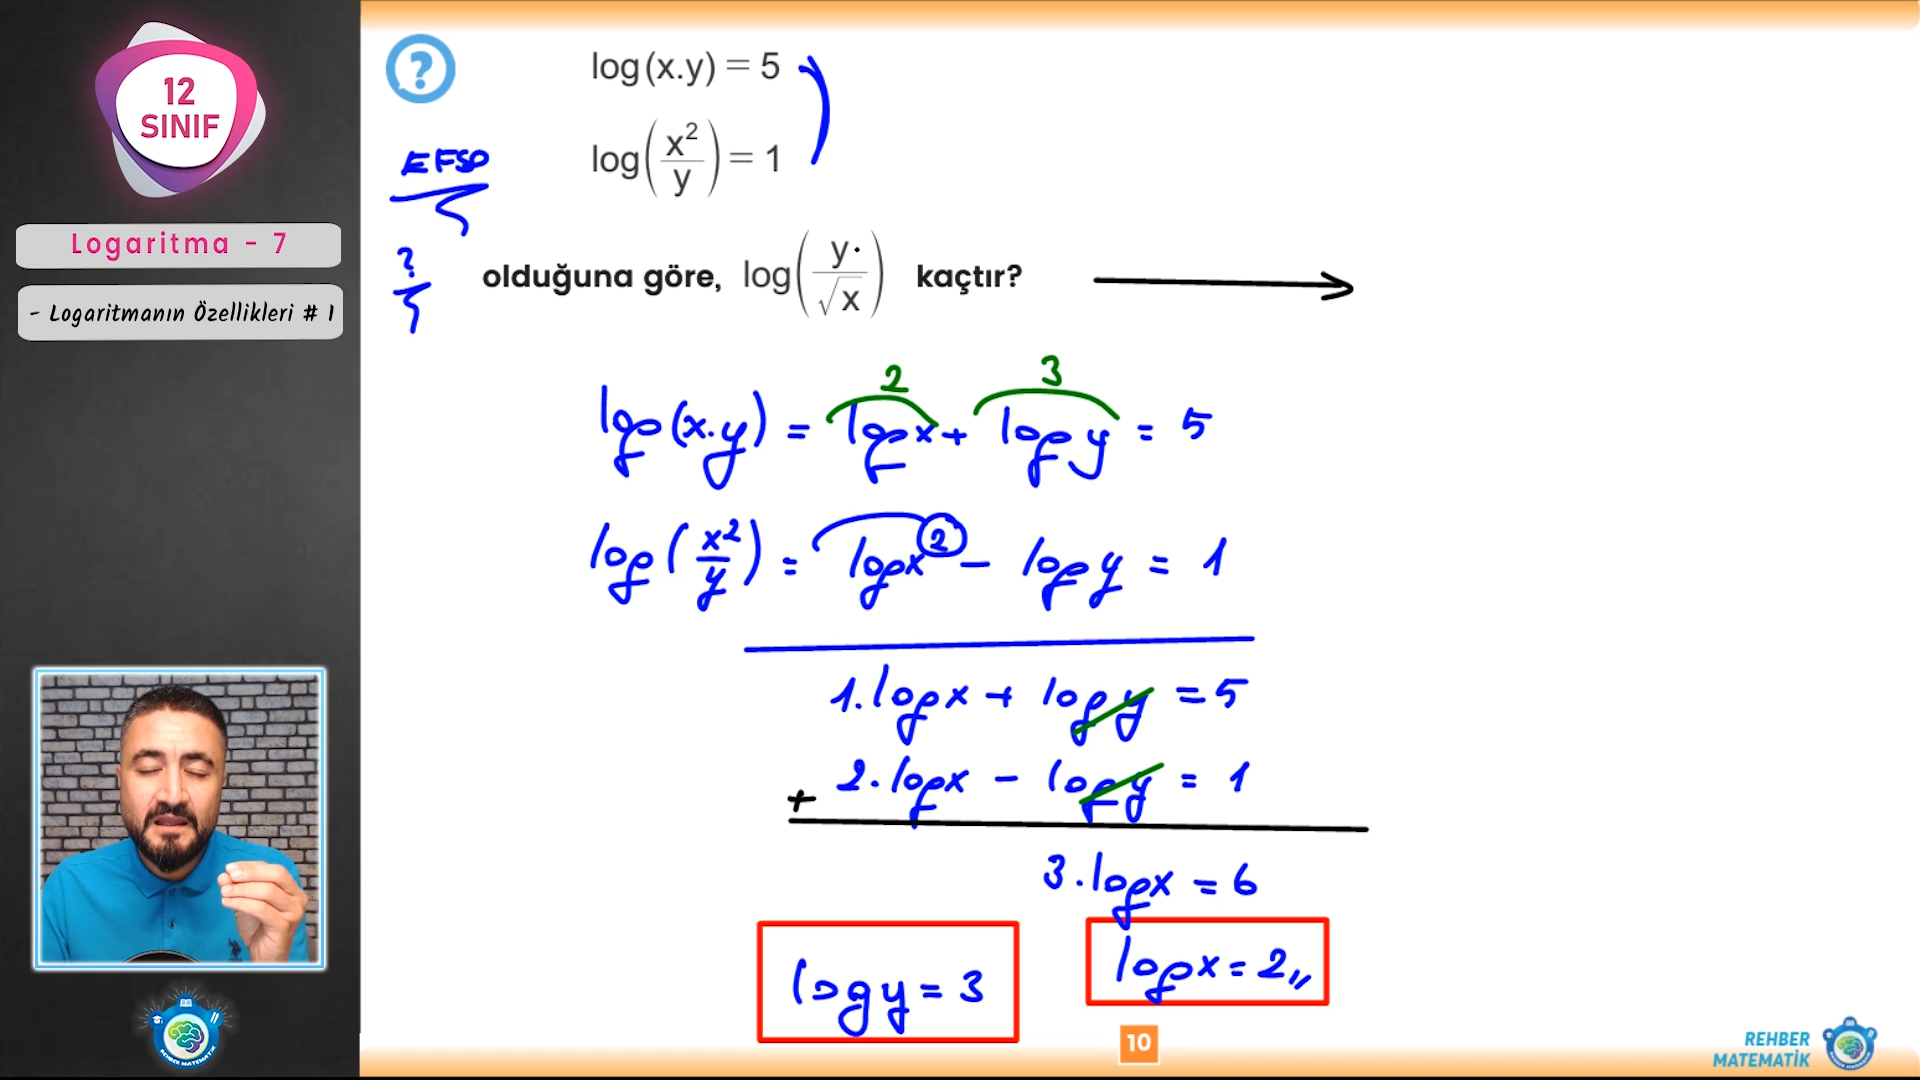 12
SINIF
Logaritma - 7
- Logaritmanın Özellikleri # 1
log(x.y) = 5
EFSO
log(x²/y) = 1
?
olduğuna göre, log(y/√x) kaçtır?
2 3
log(x.y) = logx + logy = 5
log(x²/y) = logx² - logy = 1
1.logx + logy = 5
2.logx - logy = 1
+
3.logx = 6
logy = 3
logx = 2
10
REHBER
MATEMATİK
REHBER MATEMATİK